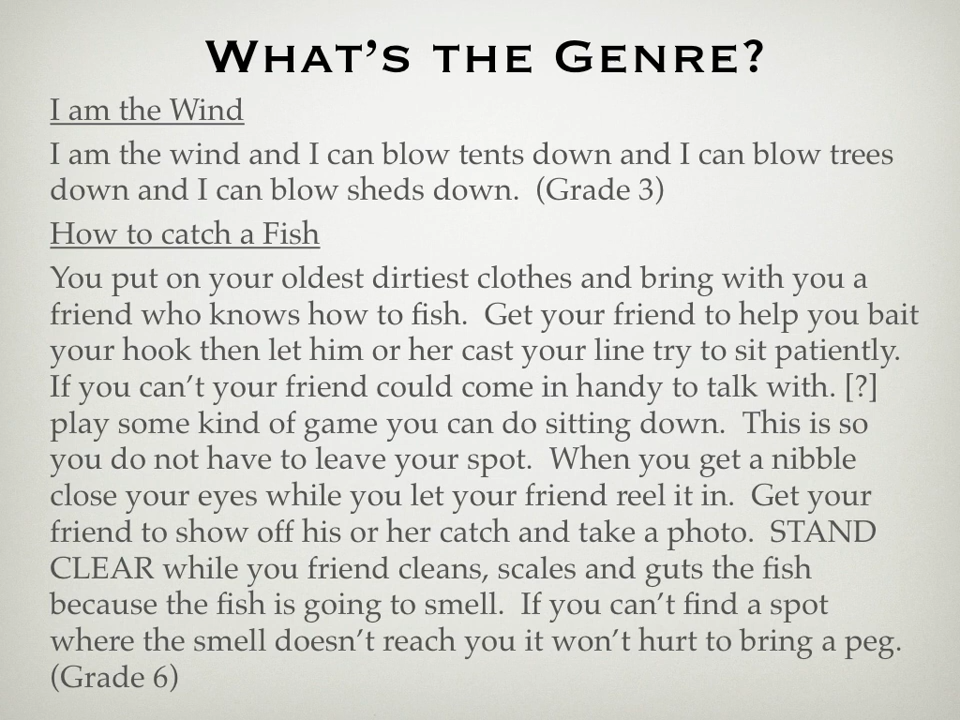 What's the Genre?
I am the Wind
I am the wind and I can blow tents down and I can blow trees
down and I can blow sheds down. (Grade 3)
How to catch a Fish
You put on your oldest dirtiest clothes and bring with you a
friend who knows how to fish. Get your friend to help you bait
your hook then let him or her cast your line try to sit patiently.
If you can't your friend could come in handy to talk with. [?]
play some kind of game you can do sitting down. This is so
you do not have to leave your spot. When you get a nibble
close your eyes while you let your friend reel it in. Get your
friend to show off his or her catch and take a photo. STAND
CLEAR while you friend cleans, scales and guts the fish
because the fish is going to smell. If you can't find a spot
where the smell doesn't reach you it won't hurt to bring a peg.
(Grade 6)